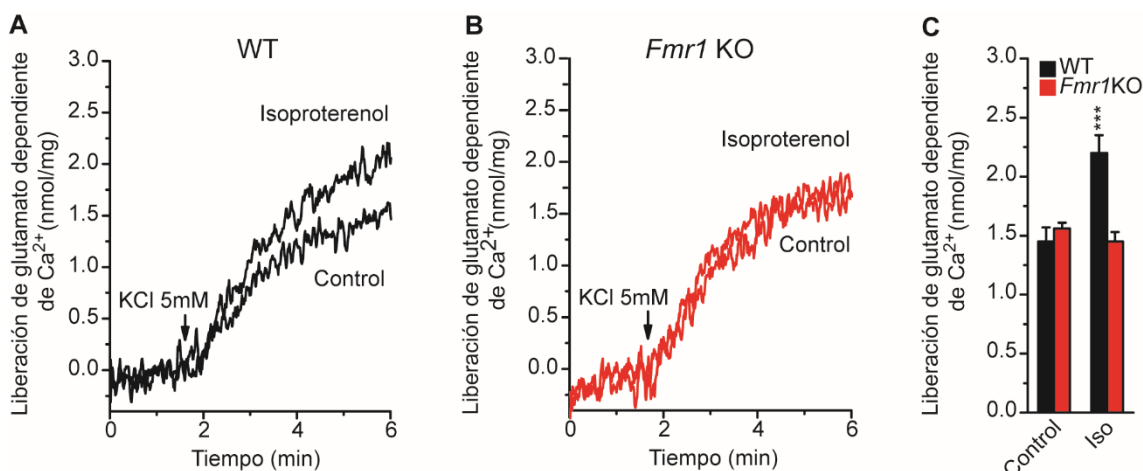 A
WT
Liberación de glutamato dependiente
de Ca²⁺(nmol/mg)
3.0
2.5
2.0
1.5
1.0
0.5
0.0
Isoproterenol
Control
KCl 5mM
0
2
4
6
Tiempo (min)
B
Fmr1 KO
Liberación de glutamato dependiente
de Ca²⁺(nmol/mg)
3.0
2.5
2.0
1.5
1.0
0.5
0.0
Isoproterenol
Control
KCl 5mM
0
2
4
6
Tiempo (min)
C
Liberación de glutamato dependiente
de Ca²⁺(nmol/mg)
3.0
2.5
2.0
1.5
1.0
0.5
0.0
WT
Fmr1KO
***
Control
Iso